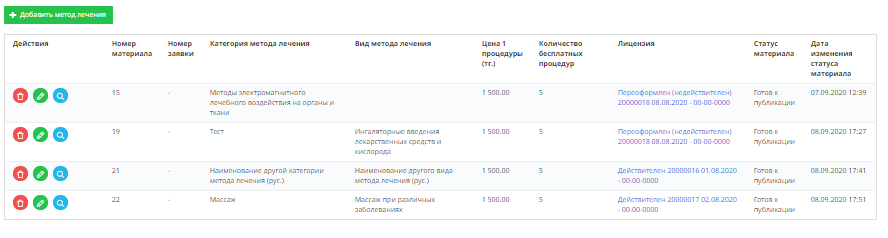 Добавить метод лечения
Действия Номер материала Номер заявки Категория метода лечения Вид метода лечения Цена 1 процедуры (тг.) Количество бесплатных процедур Лицензия Статус материала Дата изменения статуса материала
15 - Методы электромагнитного лечебного воздействия на органы и ткани 1 500.00 5 Переоформлен (недействителен) 20000018 08.08.2020 - 00-00-0000 Готов к публикации 07.09.2020 12:39
19 - Тест Ингаляторные введения лекарственных средств и кислорода 1 500.00 5 Переоформлен (недействителен) 20000018 08.08.2020 - 00-00-0000 Готов к публикации 08.09.2020 17:27
21 - Наименование другой категории метода лечения (рус.) Наименование другого вида метода лечения (рус.) 1 500.00 5 Действителен 20000016 01.08.2020 - 00-00-0000 Готов к публикации 08.09.2020 17:41
22 - Массаж Массаж при различных заболеваниях 1 500.00 5 Действителен 20000017 02.08.2020 - 00-00-0000 Готов к публикации 08.09.2020 17:51